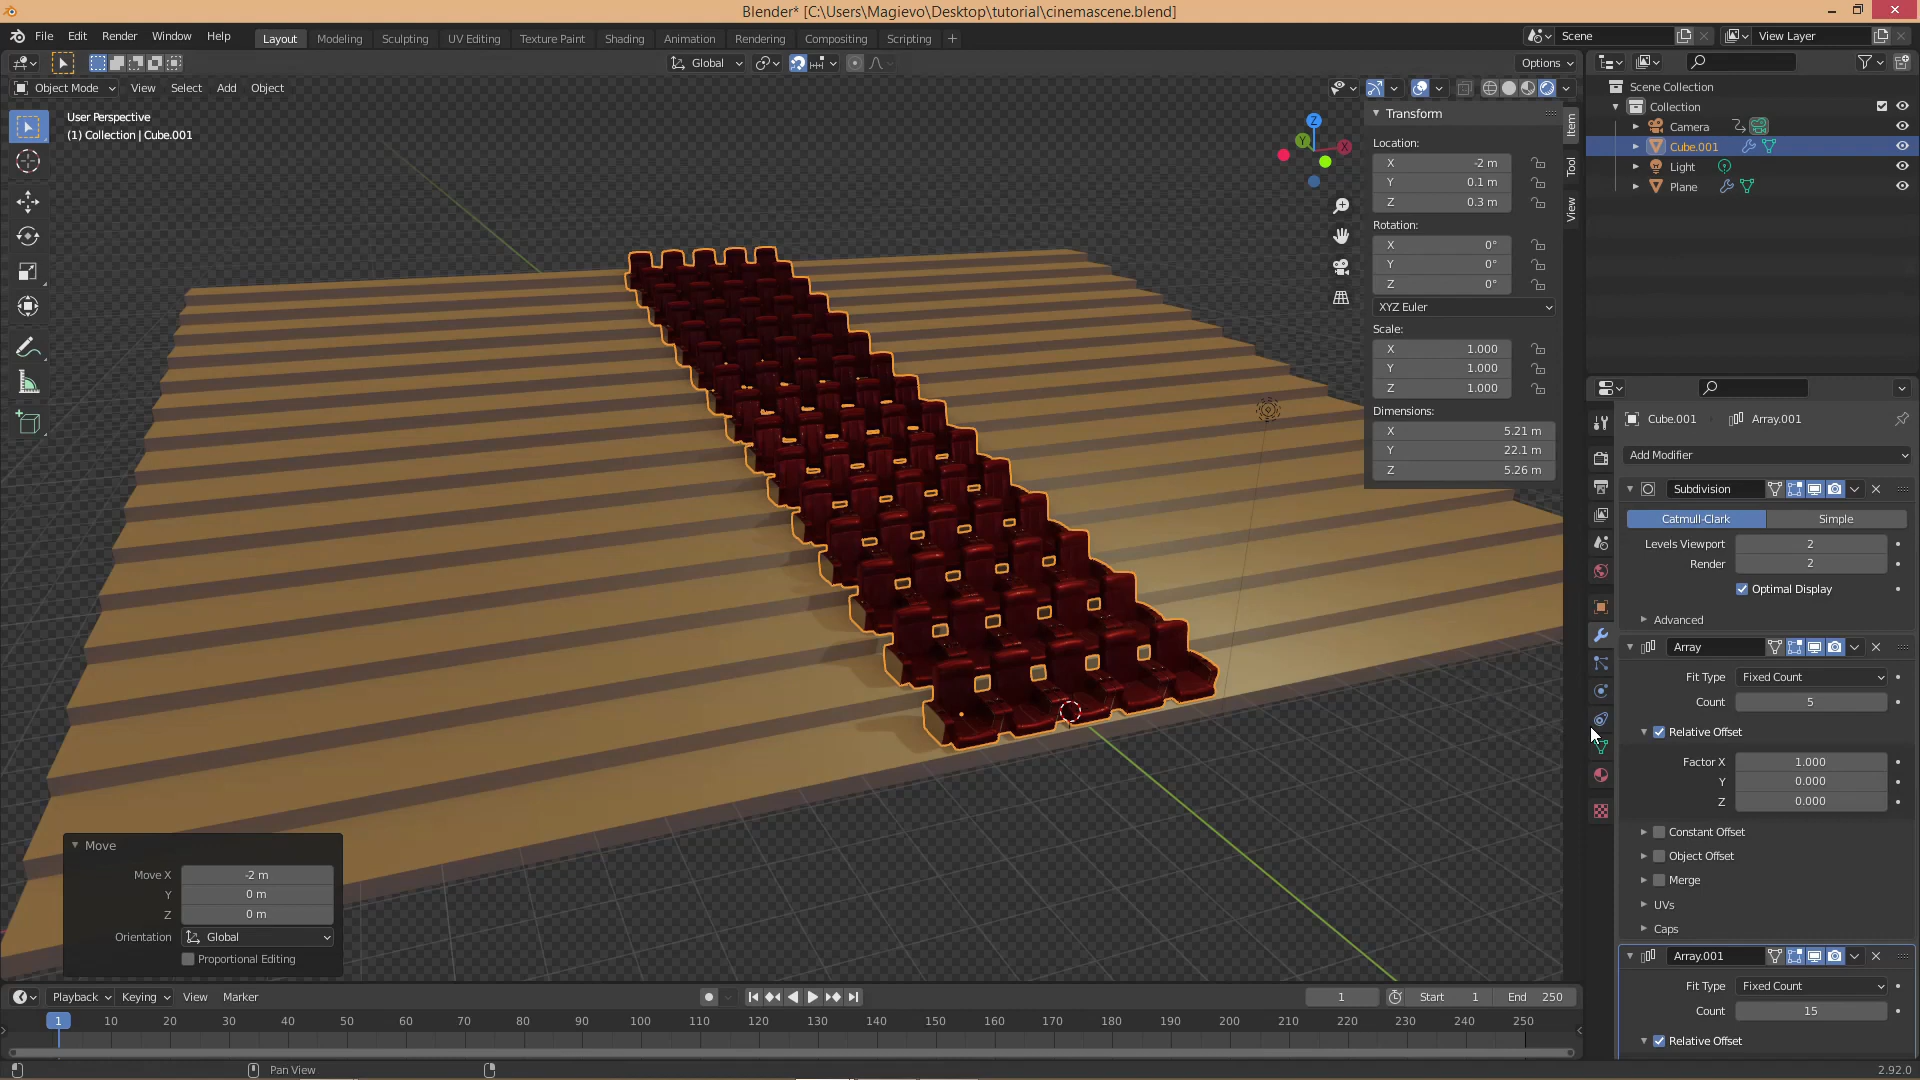 Blender* [C:\Users\Magievo\Desktop\tutorial\cinemascene.blend]
File Edit Render Window Help
Layout Modeling Sculpting UV Editing Texture Paint Shading Animation Rendering Compositing Scripting +
Scene
View Layer
Global
Options
Object Mode View Select Add Object
User Perspective
(1) Collection | Cube.001
Z
Y
X
Transform
Location:
X -2 m
Y 0.1 m
Z 0.3 m
Rotation:
X 0°
Y 0°
Z 0°
XYZ Euler
Scale:
X 1.000
Y 1.000
Z 1.000
Dimensions:
X 5.21 m
Y 22.1 m
Z 5.26 m
Item
Tool
View
Scene Collection
Collection
Camera
Cube.001
Light
Plane
Cube.001 Array.001
Add Modifier
Subdivision
Catmull-Clark Simple
Levels Viewport 2
Render 2
Optimal Display
Advanced
Array
Fit Type Fixed Count
Count 5
Relative Offset
Factor X 1.000
Y 0.000
Z 0.000
Constant Offset
Object Offset
Merge
UVs
Caps
Array.001
Fit Type Fixed Count
Count 15
Relative Offset
Move
Move X -2 m
Y 0 m
Z 0 m
Orientation Global
Proportional Editing
Playback Keying View Marker
1 Start 1 End 250
1 10 20 30 40 50 60 70 80 90 100 110 120 130 140 150 160 170 180 190 200 210 220 230 240 250
Pan View
2.92.0